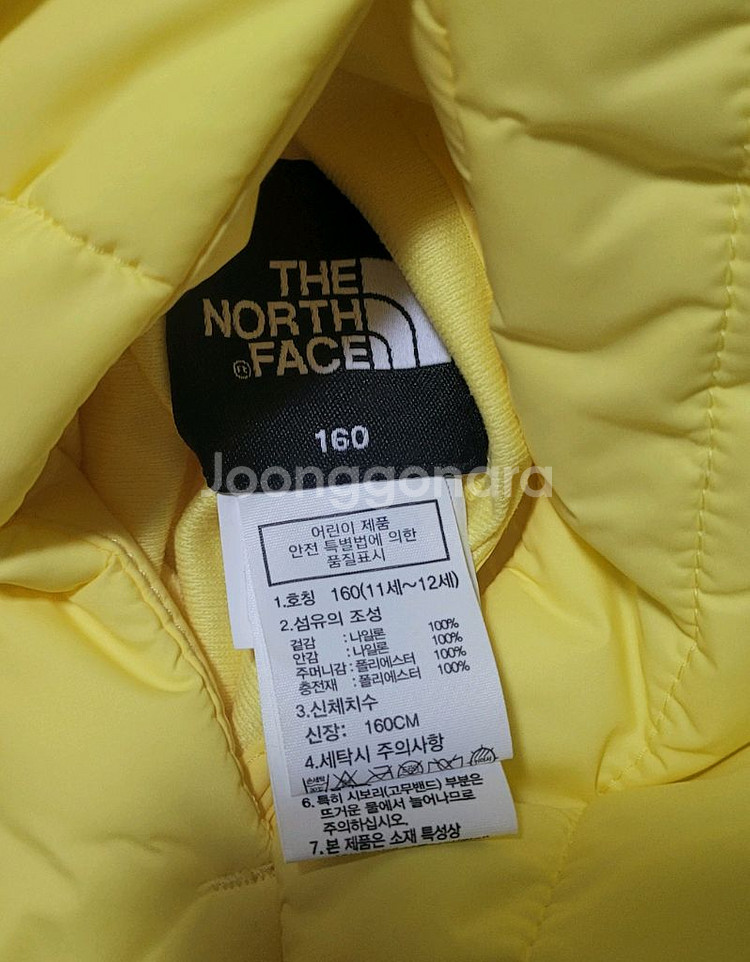 THE
NORTH
FACE
160
Joonggonara
어린이 제품
안전 특별법에 의한
품질표시
1.호칭 160(11세~12세)
2.섬유의 조성
겉감 : 나일론 100%
안감 : 나일론 100%
주머니감 : 폴리에스터 100%
충전재 : 폴리에스터 100%
3.신체치수
신장: 160CM
4.세탁시 주의사항
6. 특히 시보리(고무밴드) 부분은
뜨거운 물에서 늘어나므로
주의하십시오.
7. 본 제품은 소재 특성상